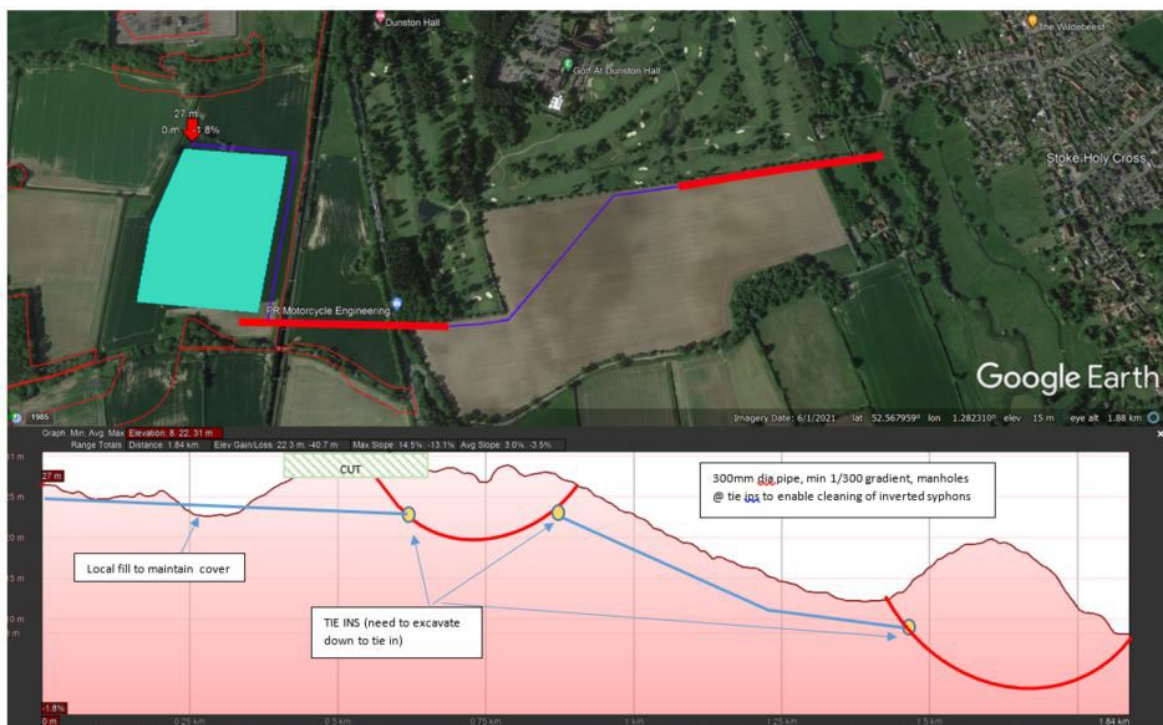 Dunston Hall
The Wildebeest
Golf At Dunston Hall
27 m
0 m -1.8%
Stoke Holy Cross
PR Motorcycle Engineering
Google Earth
1985
Imagery Date: 6/1/2021 lat 52.567959° lon 1.282310° elev 15 m eye alt 1.88 km
Graph: Min, Avg, Max Elevation: 8, 22, 31 m
Range Totals: Distance: 1.84 km Elev Gain/Loss: 22.3 m, -40.7 m Max Slope: 14.5% -13.1% Avg Slope: 3.0% -3.5%
31 m
27 m
CUT
25 m
300mm dia pipe, min 1/300 gradient, manholes
@ tie ins to enable cleaning of inverted syphons
20 m
Local fill to maintain cover
15 m
TIE INS (need to excavate
down to tie in)
10 m
8 m
-1.8%
0 m
0.25 km
0.5 km
0.75 km
1 km
1.25 km
1.5 km
1.84 km